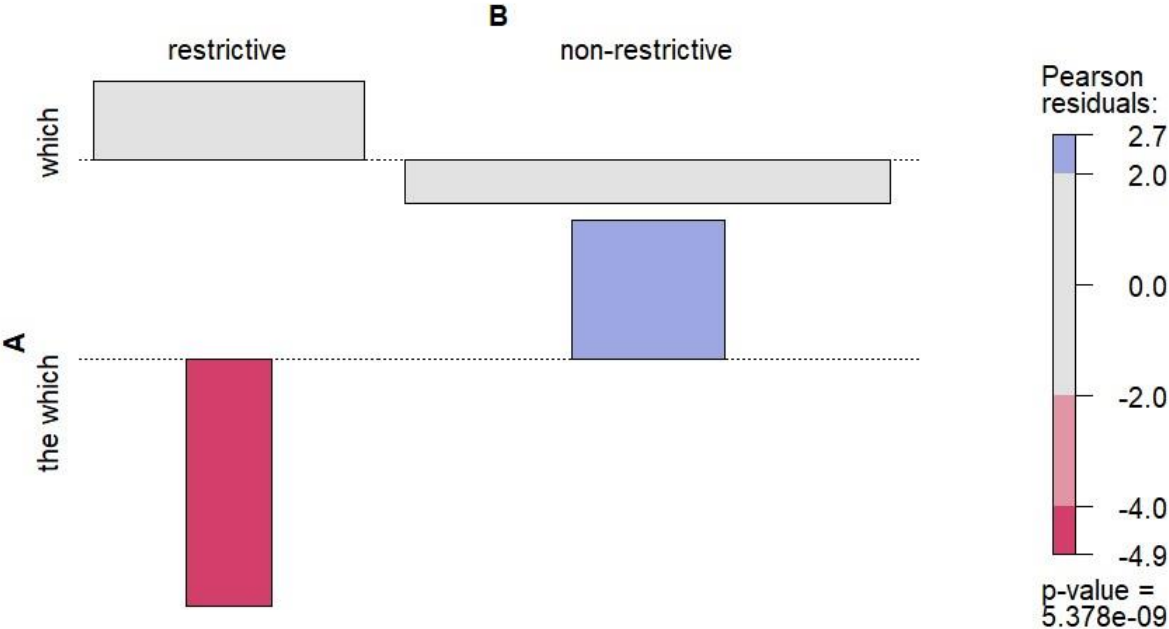 B
restrictive
non-restrictive
which
A
the which
Pearson
residuals:
2.7
2.0
0.0
-2.0
-4.0
-4.9
p-value =
5.378e-09